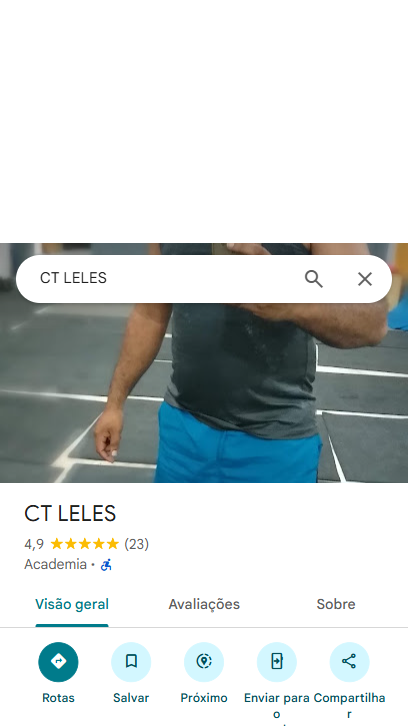 CT LELES
CT LELES
4,9 (23)
Academia ·
Visão geral Avaliações Sobre
Rotas Salvar Próximo Enviar para o Compartilhar